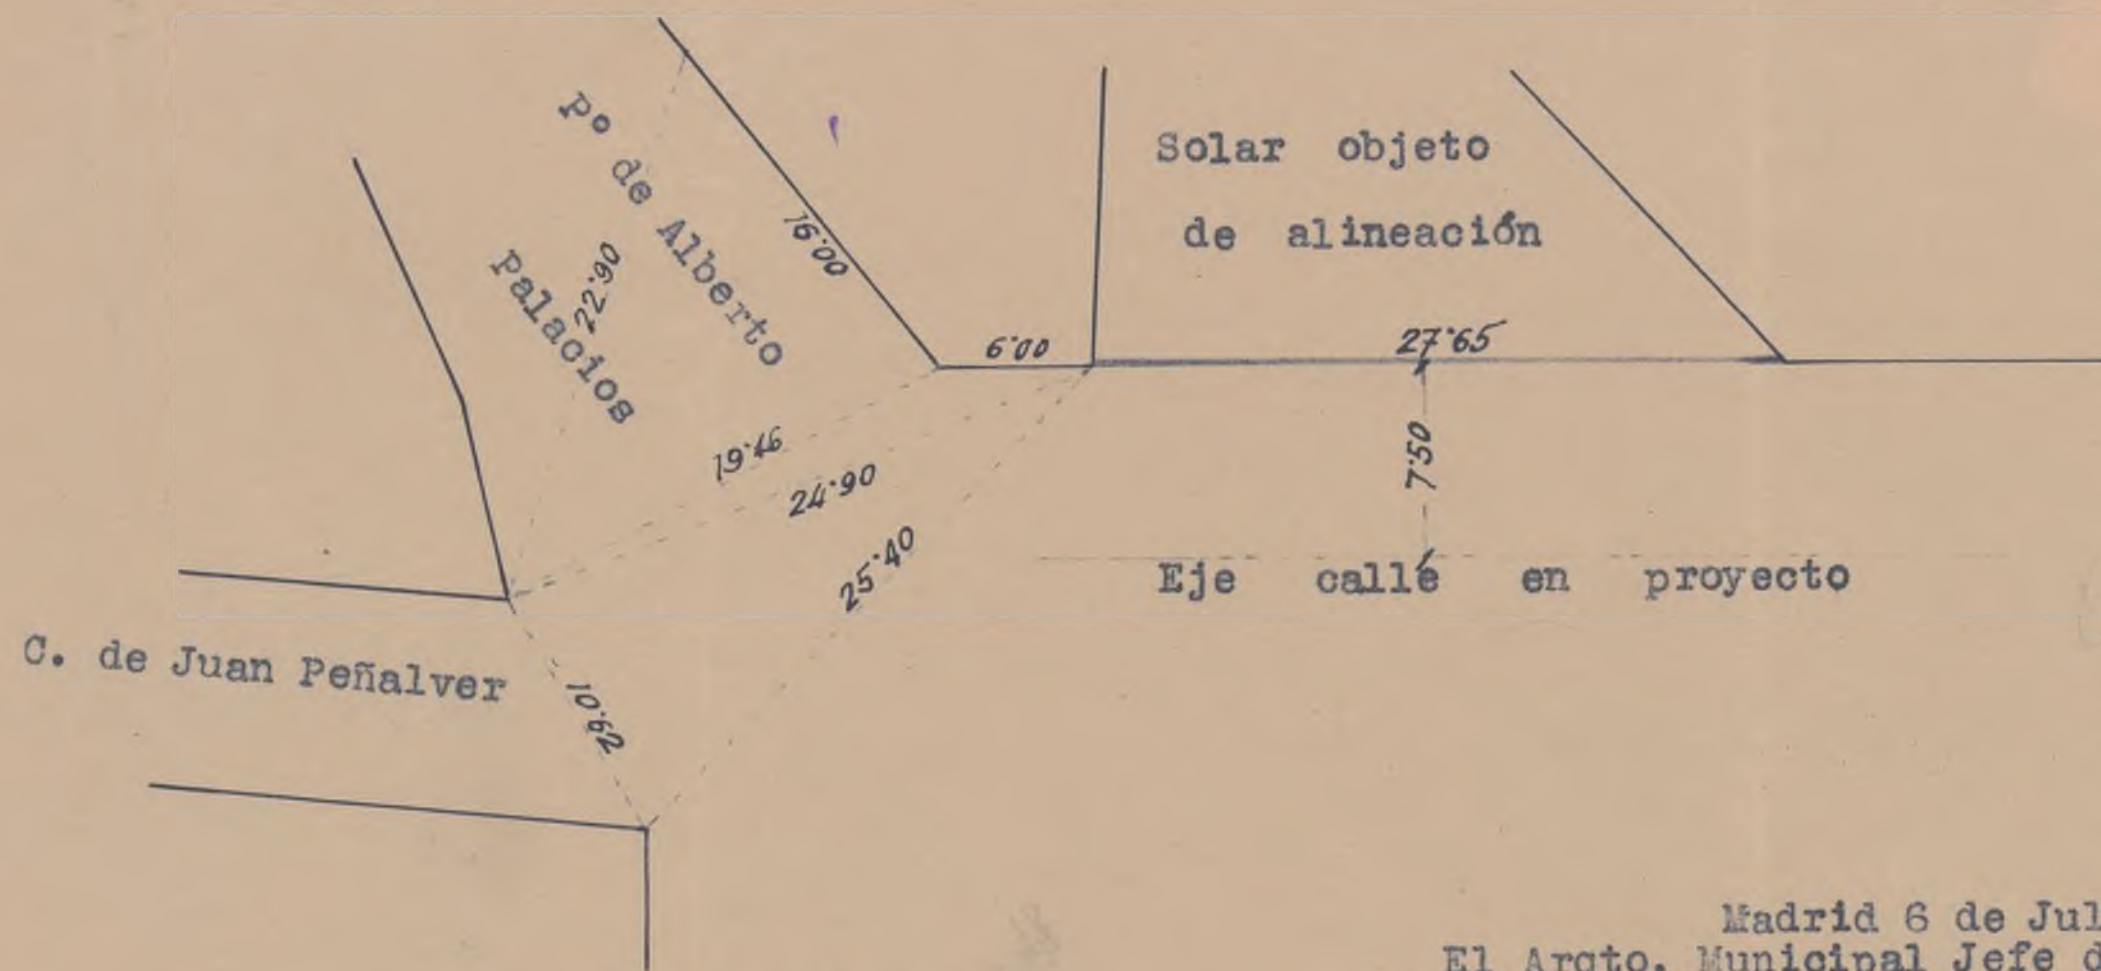 Pº de Alberto
Palacios
22'90
16'00
Solar objeto
de alineación
6'00
27'65
19'46
24'90
25'40
7'50
Eje calle en proyecto
C. de Juan Peñalver
10'62
Madrid 6 de Jul
El Arqto. Municipal Jefe d